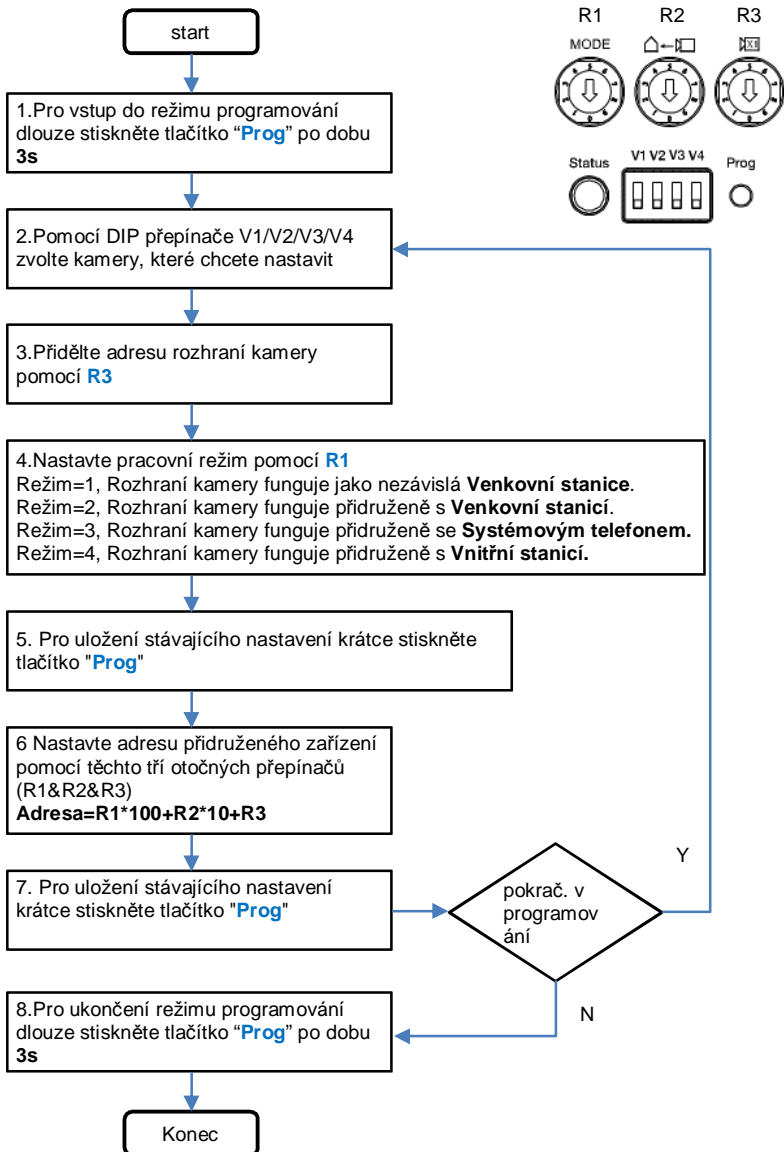 start
R1 R2 R3
MODE
Status V1 V2 V3 V4 Prog
1.Pro vstup do režimu programování
dlouze stiskněte tlačítko “Prog” po dobu
3s
2.Pomocí DIP přepínače V1/V2/V3/V4
zvolte kamery, které chcete nastavit
3.Přidělte adresu rozhraní kamery
pomocí R3
4.Nastavte pracovní režim pomocí R1
Režim=1, Rozhraní kamery funguje jako nezávislá Venkovní stanice.
Režim=2, Rozhraní kamery funguje přidruženě s Venkovní stanicí.
Režim=3, Rozhraní kamery funguje přidruženě se Systémovým telefonem.
Režim=4, Rozhraní kamery funguje přidruženě s Vnitřní stanicí.
5. Pro uložení stávajícího nastavení krátce stiskněte
tlačítko "Prog"
6 Nastavte adresu přidruženého zařízení
pomocí těchto tří otočných přepínačů
(R1&R2&R3)
Adresa=R1*100+R2*10+R3
7. Pro uložení stávajícího nastavení
krátce stiskněte tlačítko "Prog"
pokrač. v
programov
ání
Y
N
8.Pro ukončení režimu programování
dlouze stiskněte tlačítko “Prog” po dobu
3s
Konec